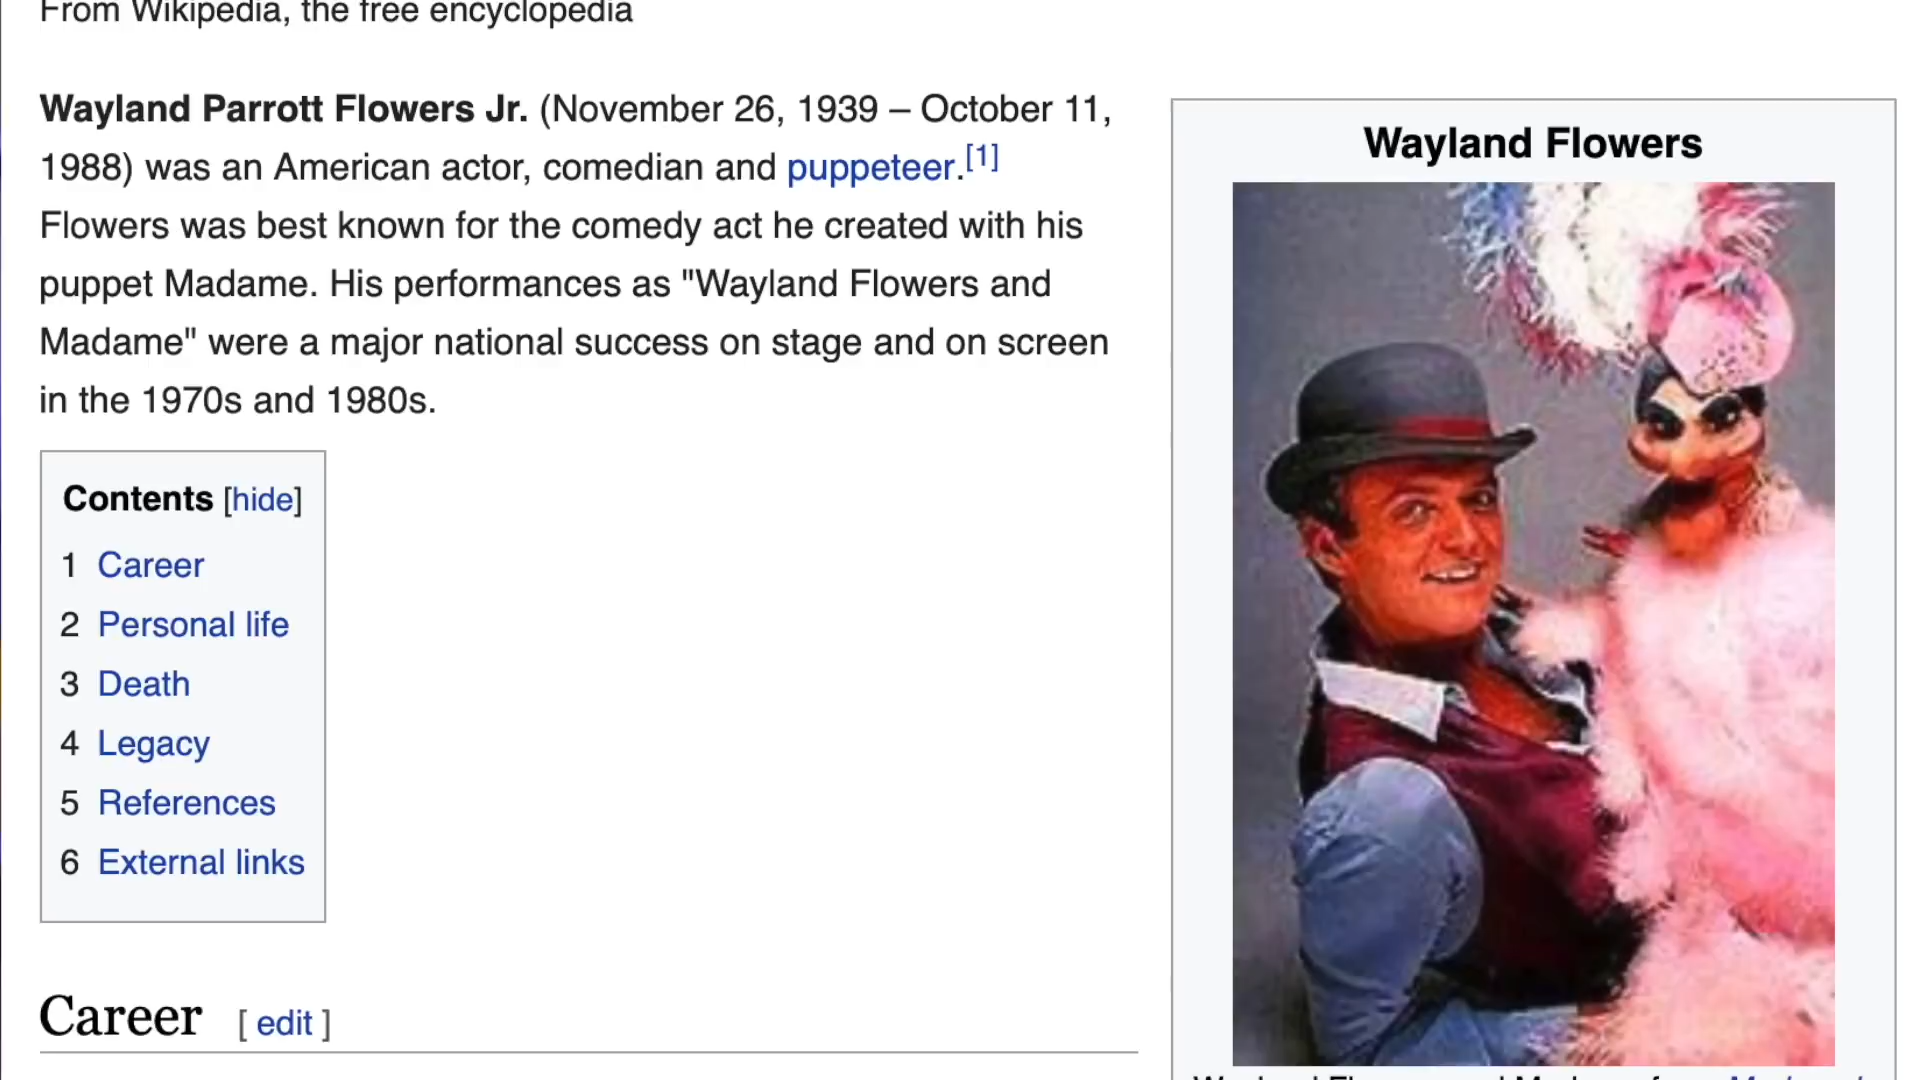 From Wikipedia, the free encyclopedia
Wayland Parrott Flowers Jr. (November 26, 1939 – October 11,
1988) was an American actor, comedian and puppeteer.[1]
Flowers was best known for the comedy act he created with his
puppet Madame. His performances as "Wayland Flowers and
Madame" were a major national success on stage and on screen
in the 1970s and 1980s.
Contents [hide]
1 Career
2 Personal life
3 Death
4 Legacy
5 References
6 External links
Career [ edit ]
Wayland Flowers